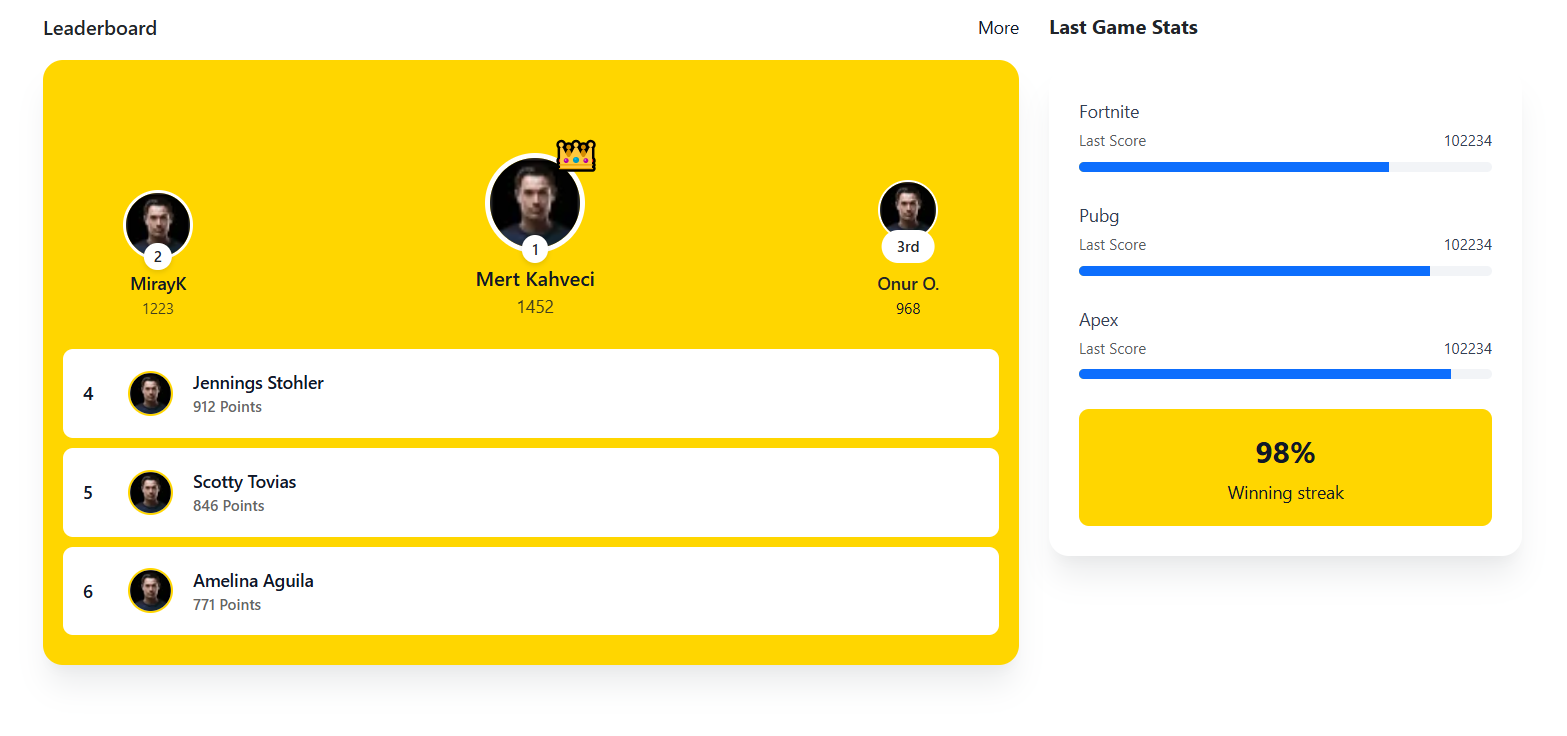 Leaderboard
More
2
MirayK
1223
1
Mert Kahveci
1452
3rd
Onur O.
968
4
Jennings Stohler
912 Points
5
Scotty Tovias
846 Points
6
Amelina Aguila
771 Points
Last Game Stats
Fortnite
Last Score 102234
Pubg
Last Score 102234
Apex
Last Score 102234
98%
Winning streak